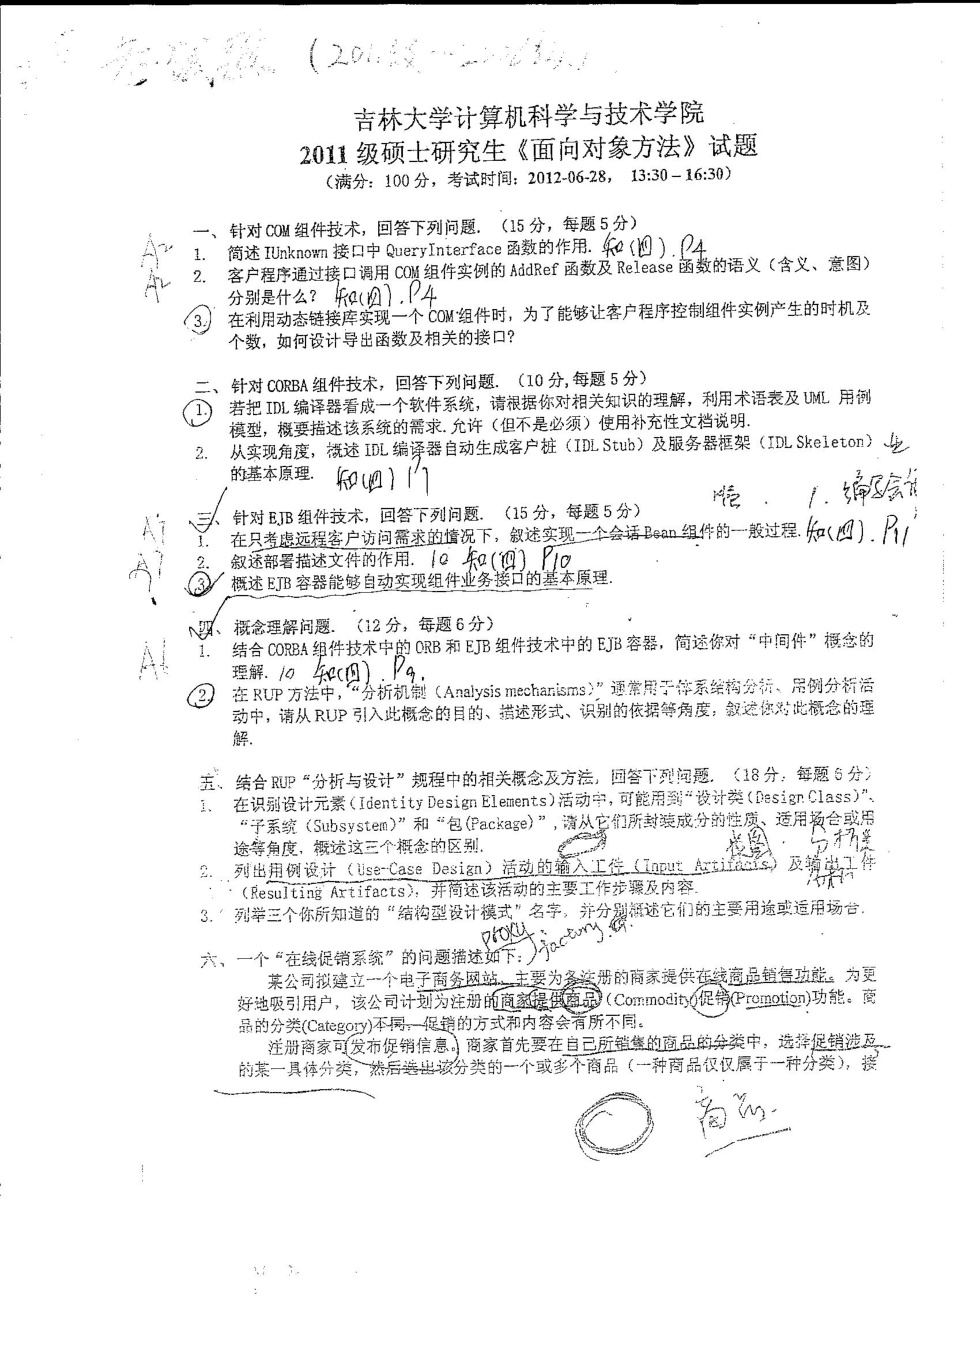 考试题 (2011级
吉林大学计算机科学与技术学院
2011 级硕士研究生《面向对象方法》试题
（满分：100 分，考试时间：2012-06-28， 13:30－16:30）
一、针对 COM 组件技术，回答下列问题．（15 分，每题 5 分）
A2 1. 简述 IUnknown 接口中 QueryInterface 函数的作用. 知(四).P4
A2 2. 客户程序通过接口调用 COM 组件实例的 AddRef 函数及 Release 函数的语义（含义、意图）
分别是什么？ 知(四).P4
3. 在利用动态链接库实现一个 COM 组件时，为了能够让客户程序控制组件实例产生的时机及
个数，如何设计导出函数及相关的接口？
二、针对 CORBA 组件技术，回答下列问题．（10 分,每题 5 分）
1. 若把 IDL 编译器看成一个软件系统，请根据你对相关知识的理解，利用术语表及 UML 用例
模型，概要描述该系统的需求.允许（但不是必须）使用补充性文档说明.
2. 从实现角度，概述 IDL 编译器自动生成客户桩（IDL Stub）及服务器框架（IDL Skeleton）
的基本原理. 知(四) P7
1. 编写会话
三、针对 EJB 组件技术，回答下列问题．（15 分，每题 5 分）
1. 在只考虑远程客户访问需求的情况下，叙述实现一个会话 Bean 组件的一般过程. 知(四).P11
A7 2. 叙述部署描述文件的作用. 10 知(四) P10
3. 概述 EJB 容器能够自动实现组件业务接口的基本原理.
四、概念理解问题．（12 分，每题 6 分）
1. 结合 CORBA 组件技术中的 ORB 和 EJB 组件技术中的 EJB 容器，简述你对“中间件”概念的
理解. 10 知(四).P9.
2. 在 RUP 方法中，“分析机制（Analysis mechanisms）”通常用于体系结构分析、用例分析活
动中，请从 RUP 引入此概念的目的、描述形式、识别的依据等角度，叙述你对此概念的理
解.
五、结合 RUP“分析与设计”规程中的相关概念及方法，回答下列问题．（18 分，每题 6 分）
1. 在识别设计元素（Identity Design Elements）活动中，可能用到“设计类（Design Class）”、
“子系统（Subsystem）”和“包（Package）”，请从它们所封装成分的性质、适用场合或用
途等角度，概述这三个概念的区别.
2. 列出用例设计（Use-Case Design）活动的输入工件（Input Artifacts）及输出工件
（Resulting Artifacts），并简述该活动的主要工作步骤及内容.
3. 列举三个你所知道的“结构型设计模式”名字，并分别概述它们的主要用途或适用场合.
proxy factory
六、一个“在线促销系统”的问题描述如下:
某公司拟建立一个电子商务网站，主要为各注册的商家提供在线商品销售功能。为更
好地吸引用户，该公司计划为注册的商家提供商品(Commodity)促销(Promotion)功能。商
品的分类(Category)不同，促销的方式和内容会有所不同。
注册商家可发布促销信息。商家首先要在自己所销售的商品的分类中，选择促销涉及
的某一具体分类，然后选出该分类的一个或多个商品（一种商品仅仅属于一种分类），接